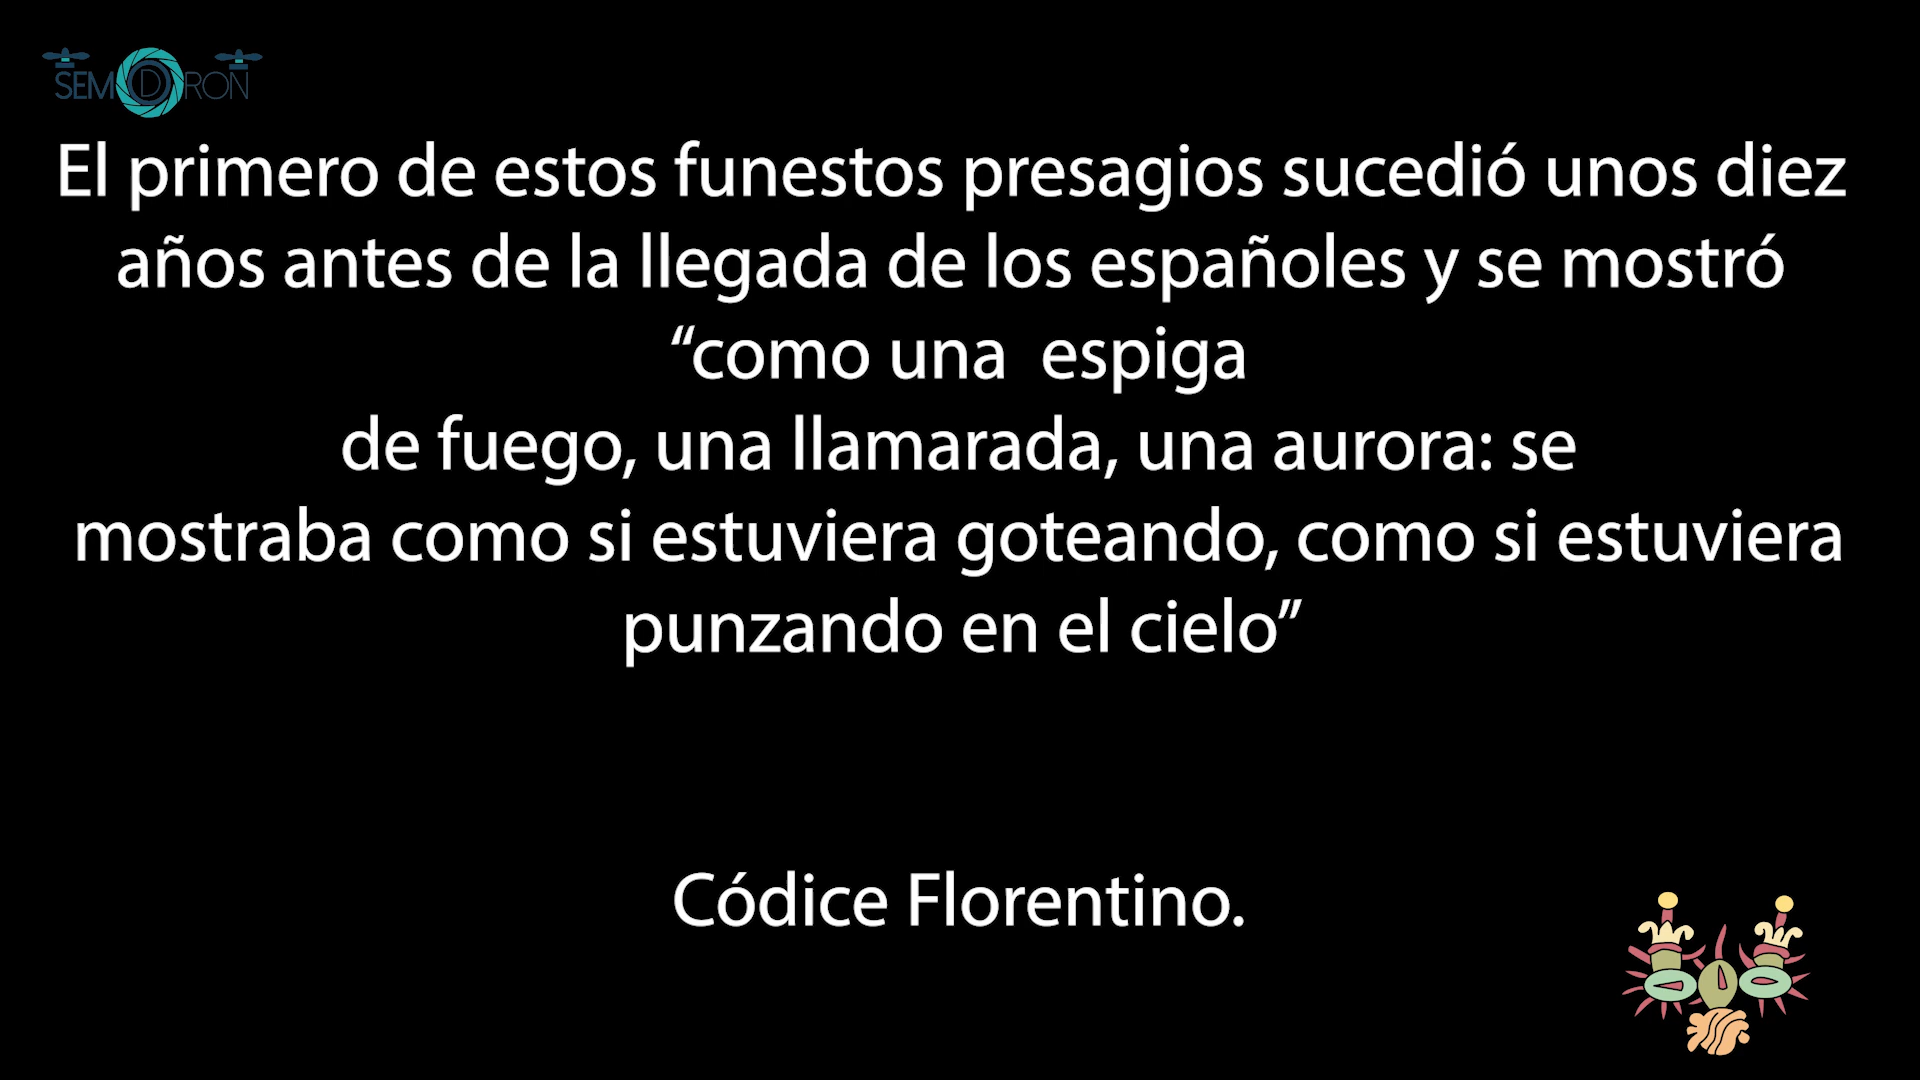 SEMODRON
El primero de estos funestos presagios sucedió unos diez
años antes de la llegada de los españoles y se mostró
“como una espiga
de fuego, una llamarada, una aurora: se
mostraba como si estuviera goteando, como si estuviera
punzando en el cielo”
Códice Florentino.